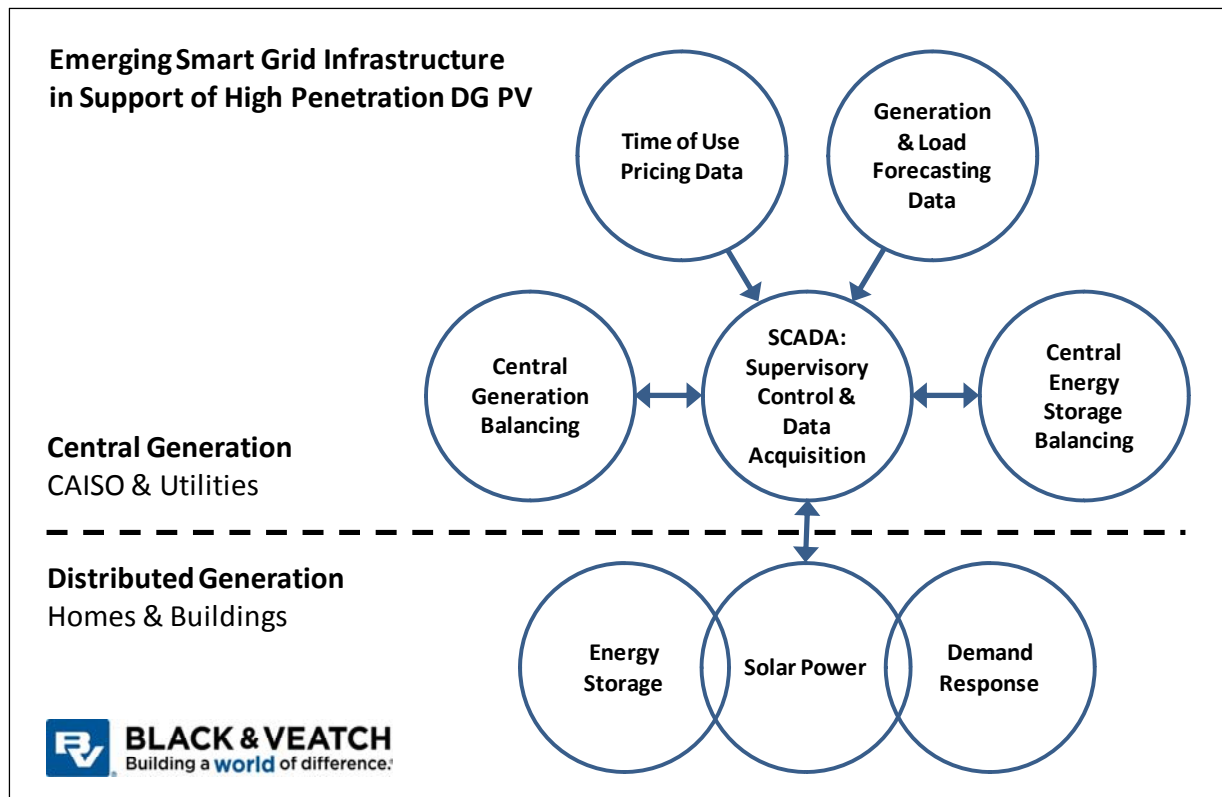 Emerging Smart Grid Infrastructure
in Support of High Penetration DG PV
Time of Use
Pricing Data
Generation
& Load
Forecasting
Data
Central
Generation
Balancing
SCADA:
Supervisory
Control &
Data
Acquisition
Central
Energy
Storage
Balancing
Central Generation
CAISO & Utilities
Distributed Generation
Homes & Buildings
Energy
Storage
Solar Power
Demand
Response
BV
BLACK & VEATCH
Building a world of difference.